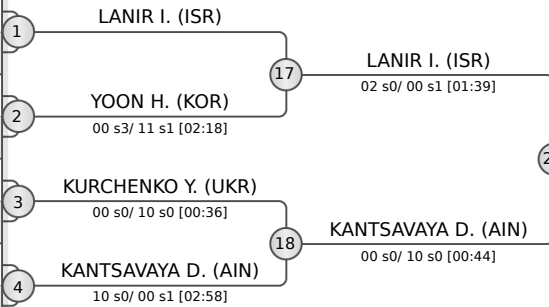 LANIR I. (ISR)
1
17
LANIR I. (ISR)
02 s0/ 00 s1 [01:39]
YOON H. (KOR)
2
00 s3/ 11 s1 [02:18]
2
KURCHENKO Y. (UKR)
3
00 s0/ 10 s0 [00:36]
18
KANTSAVAYA D. (AIN)
00 s0/ 10 s0 [00:44]
KANTSAVAYA D. (AIN)
4
10 s0/ 00 s1 [02:58]